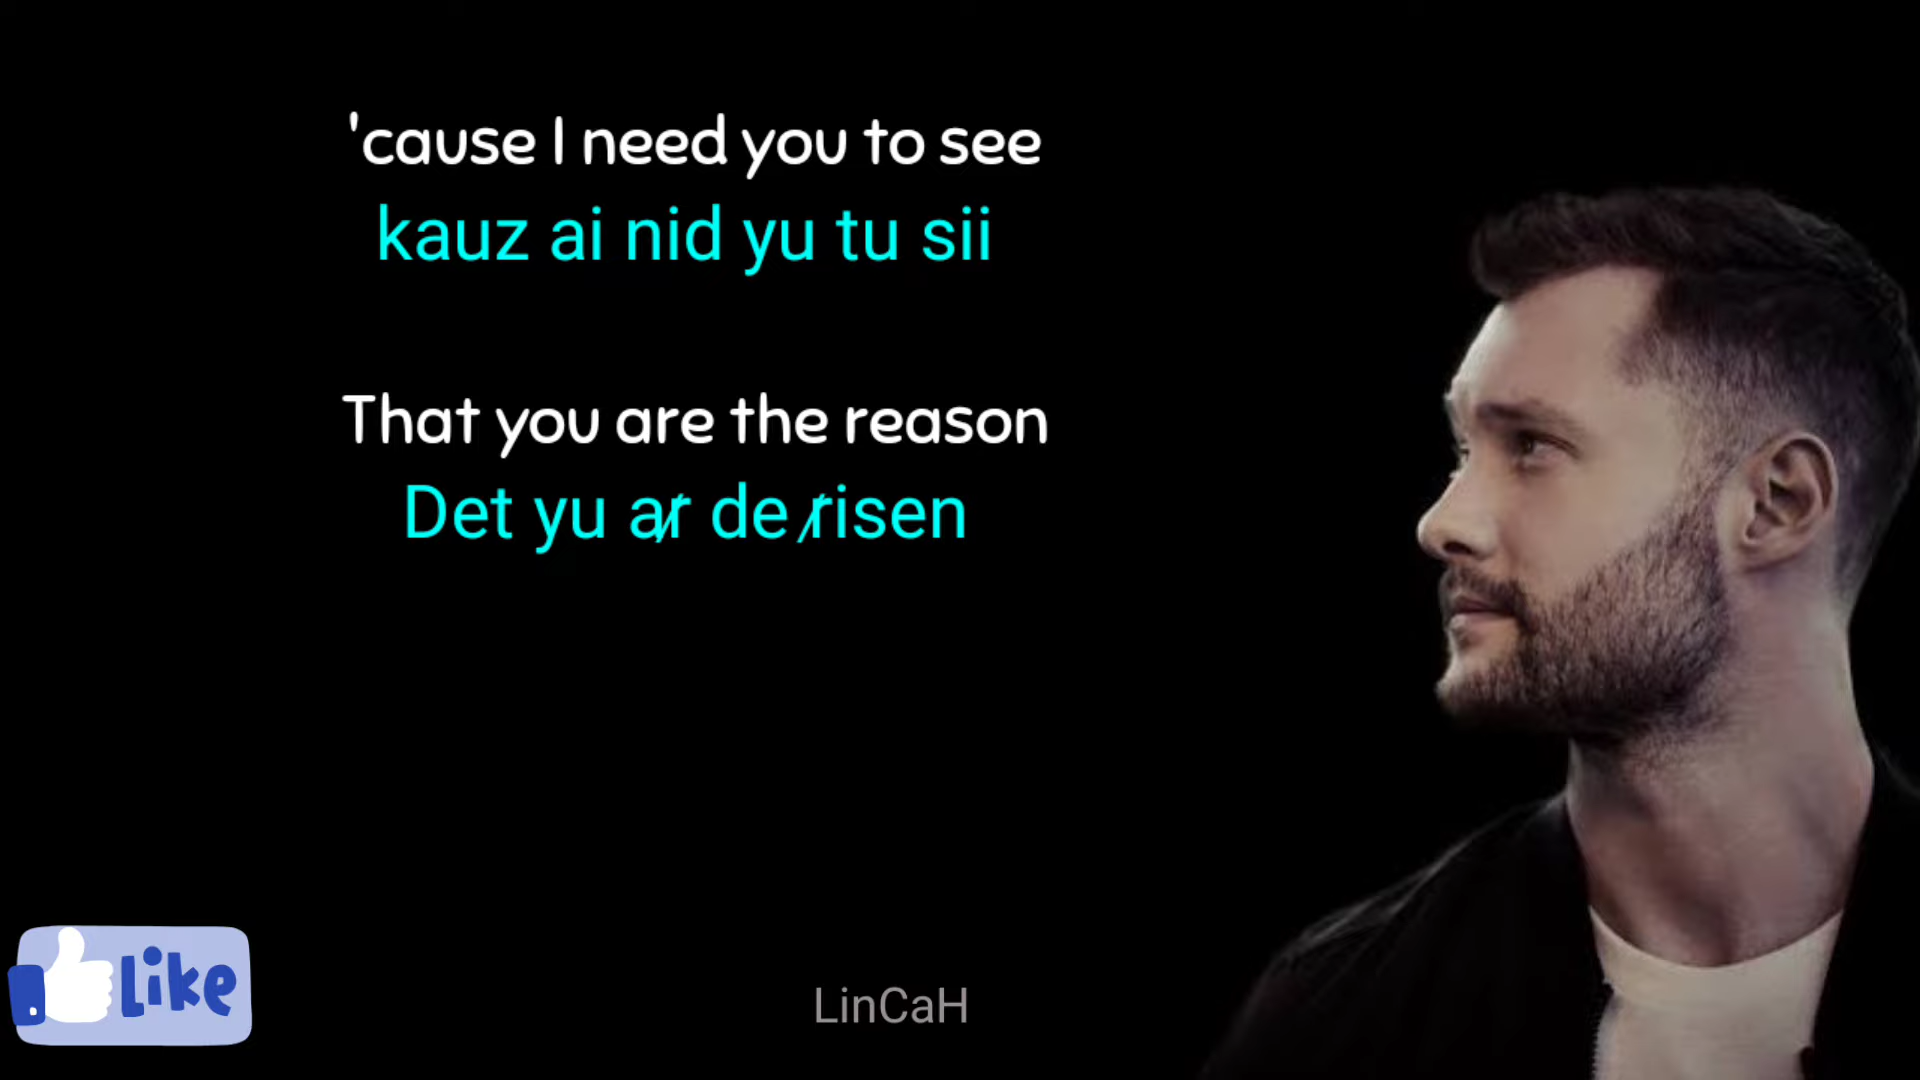 'cause I need you to see
kauz ai nid yu tu sii
That you are the reason
Det yu ar de risen
Like
LinCaH